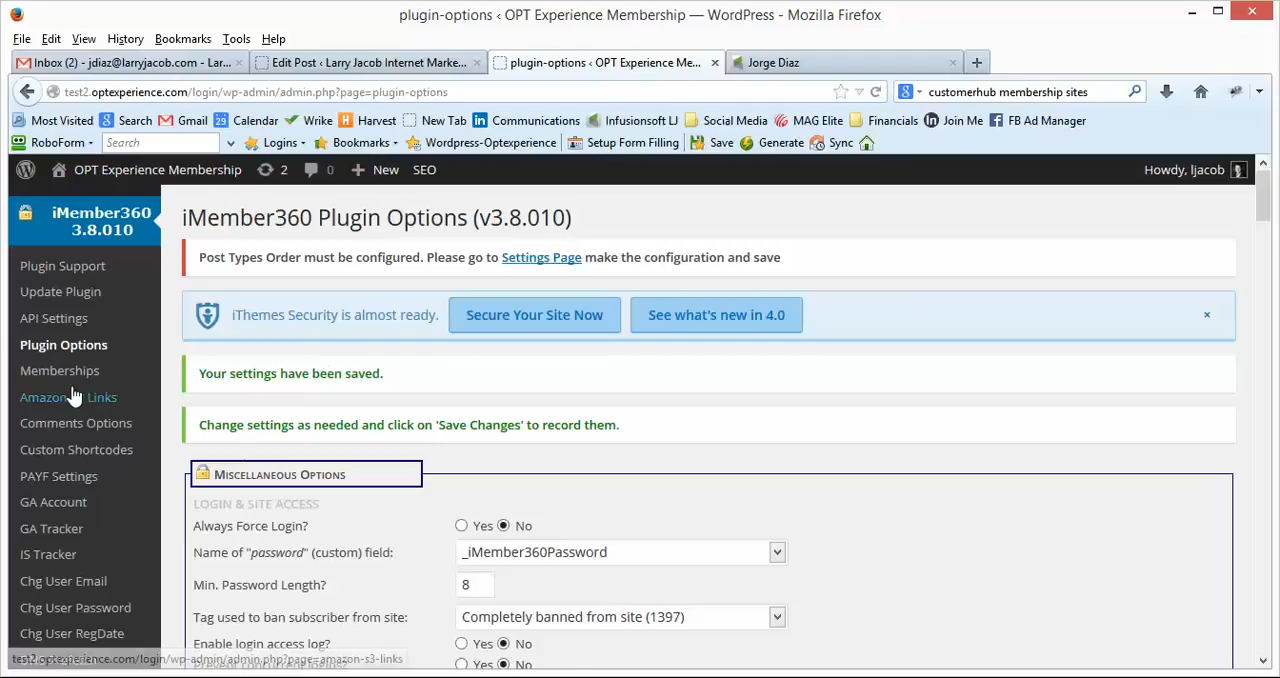 plugin-options ‹ OPT Experience Membership — WordPress - Mozilla Firefox
File Edit View History Bookmarks Tools Help
Inbox (2) - jdiaz@larryjacob.com - Lar... × Edit Post ‹ Larry Jacob Internet Marke... × plugin-options ‹ OPT Experience Me... × Jorge Diaz × +
test2.optexperience.com/login/wp-admin/admin.php?page=plugin-options customerhub membership sites
Most Visited Search Gmail 29 Calendar Wrike Harvest New Tab Communications Infusionsoft LJ Social Media MAG Elite Financials Join Me FB Ad Manager
RoboForm Search Logins Bookmarks Wordpress-Optexperience Setup Form Filling Save Generate Sync
OPT Experience Membership 2 0 + New SEO Howdy, ljacob
iMember360
3.8.010
Plugin Support
Update Plugin
API Settings
Plugin Options
Memberships
Amazon Links
Comments Options
Custom Shortcodes
PAYF Settings
GA Account
GA Tracker
IS Tracker
Chg User Email
Chg User Password
Chg User RegDate
test2.optexperience.com/login/wp-admin/admin.php?page=amazon-s3-links
iMember360 Plugin Options (v3.8.010)
Post Types Order must be configured. Please go to Settings Page make the configuration and save
iThemes Security is almost ready. Secure Your Site Now See what's new in 4.0 ×
Your settings have been saved.
Change settings as needed and click on 'Save Changes' to record them.
Miscellaneous Options
LOGIN & SITE ACCESS
Always Force Login? Yes No
Name of "password" (custom) field: _iMember360Password
Min. Password Length? 8
Tag used to ban subscriber from site: Completely banned from site (1397)
Enable login access log? Yes No
Prevent concurrent logins? Yes No